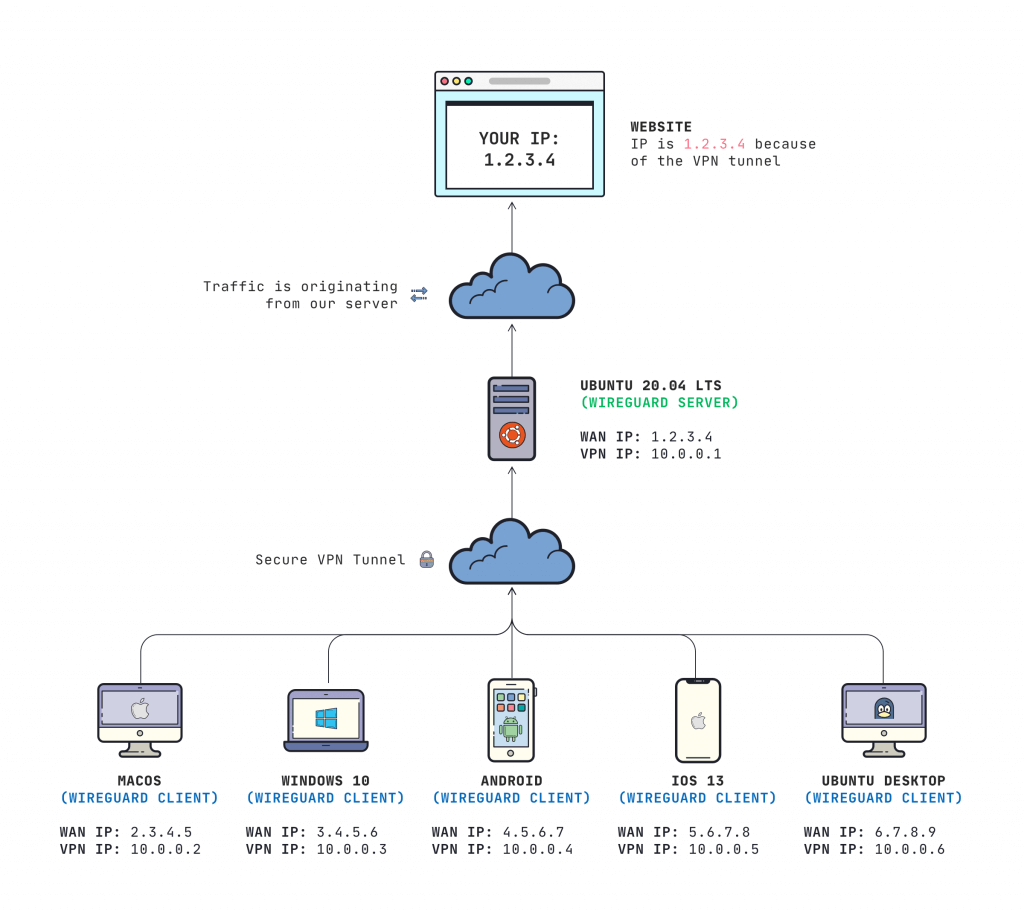 YOUR IP:
1.2.3.4
WEBSITE
IP is 1.2.3.4 because
of the VPN tunnel
Traffic is originating
from our server
UBUNTU 20.04 LTS
(WIREGUARD SERVER)
WAN IP: 1.2.3.4
VPN IP: 10.0.0.1
Secure VPN Tunnel
MACOS
(WIREGUARD CLIENT)
WAN IP: 2.3.4.5
VPN IP: 10.0.0.2
WINDOWS 10
(WIREGUARD CLIENT)
WAN IP: 3.4.5.6
VPN IP: 10.0.0.3
ANDROID
(WIREGUARD CLIENT)
WAN IP: 4.5.6.7
VPN IP: 10.0.0.4
IOS 13
(WIREGUARD CLIENT)
WAN IP: 5.6.7.8
VPN IP: 10.0.0.5
UBUNTU DESKTOP
(WIREGUARD CLIENT)
WAN IP: 6.7.8.9
VPN IP: 10.0.0.6